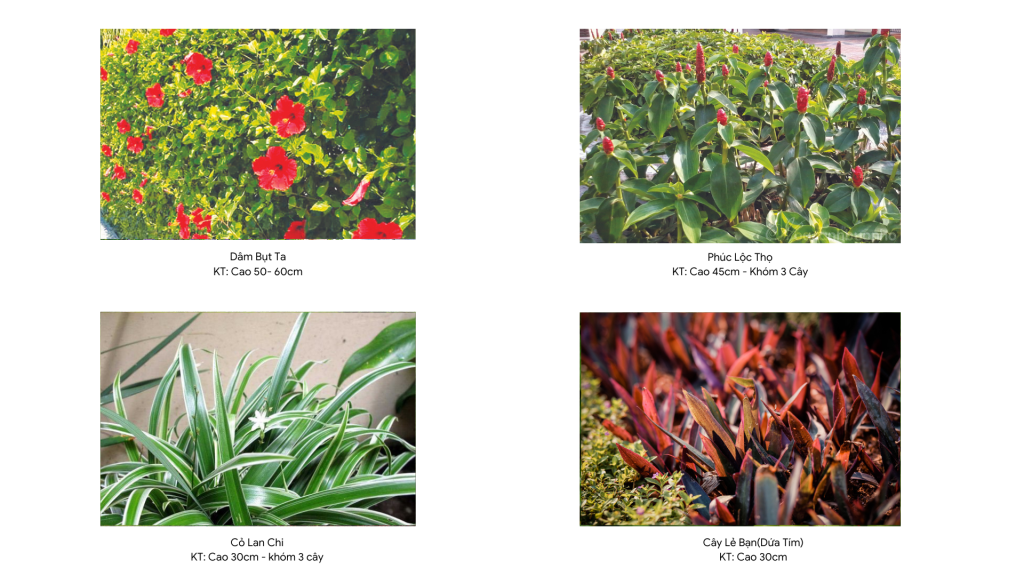 Dâm Bụt Ta
KT: Cao 50- 60cm
Phúc Lộc Thọ
KT: Cao 45cm - Khóm 3 Cây
Cỏ Lan Chi
KT: Cao 30cm - khóm 3 cây
Cây Lẻ Bạn(Dứa Tím)
KT: Cao 30cm